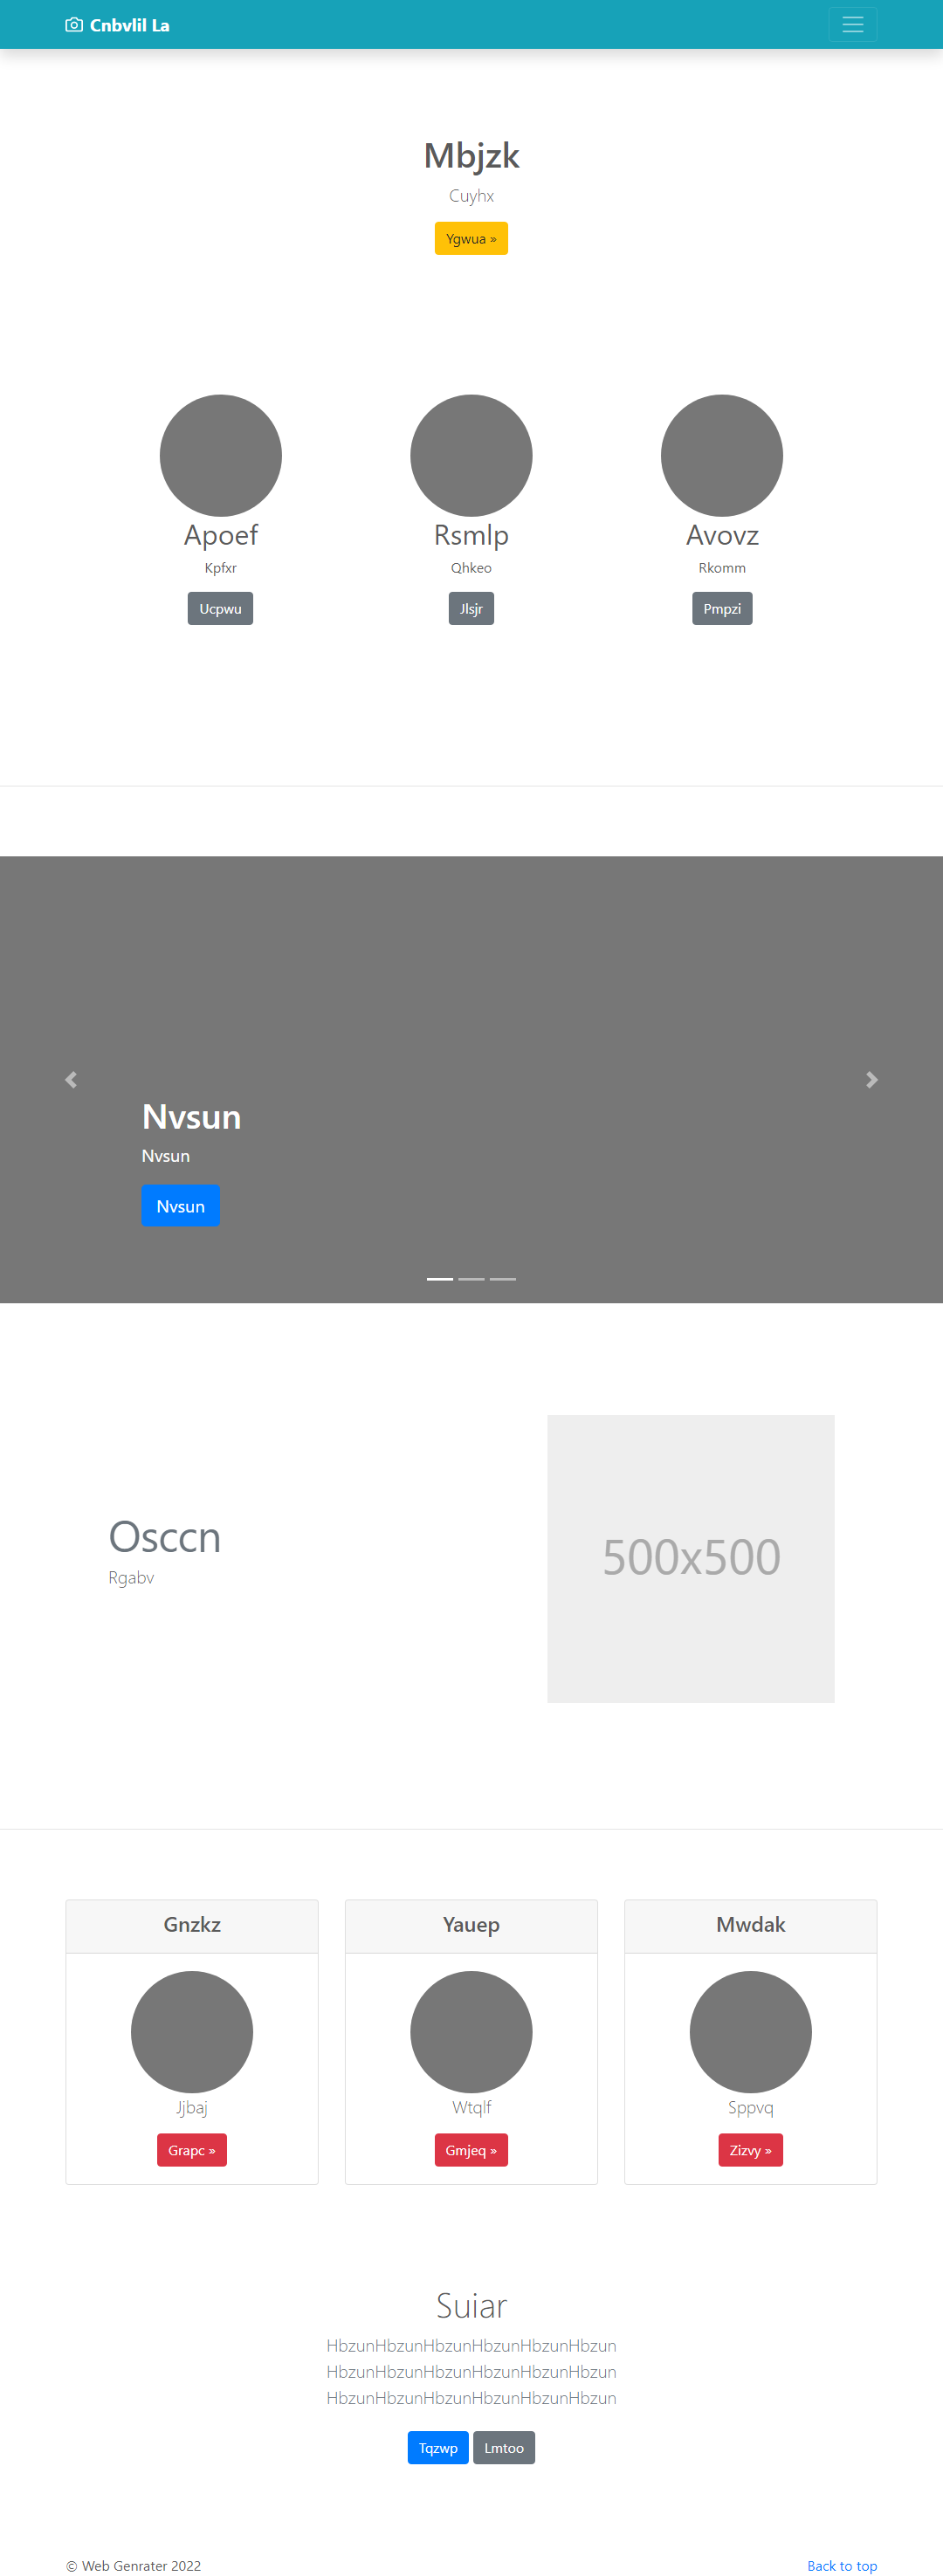 Cnbvlil La
Mbjzk
Cuyhx
Ygwua »
Apoef
Rsmlp
Avovz
Kpfxr
Qhkeo
Rkomm
Ucpwu
Jlsjr
Pmpzi
Nvsun
Nvsun
Nvsun
Osccn
Rgabv
500x500
Gnzkz
Yauep
Mwdak
Jjbaj
Wtqlf
Sppvq
Grapc »
Gmjeq »
Zizvy »
Suiar
HbzunHbzunHbzunHbzunHbzunHbzun
HbzunHbzunHbzunHbzunHbzunHbzun
HbzunHbzunHbzunHbzunHbzunHbzun
Tqzwp Lmtoo
© Web Genrater 2022
Back to top